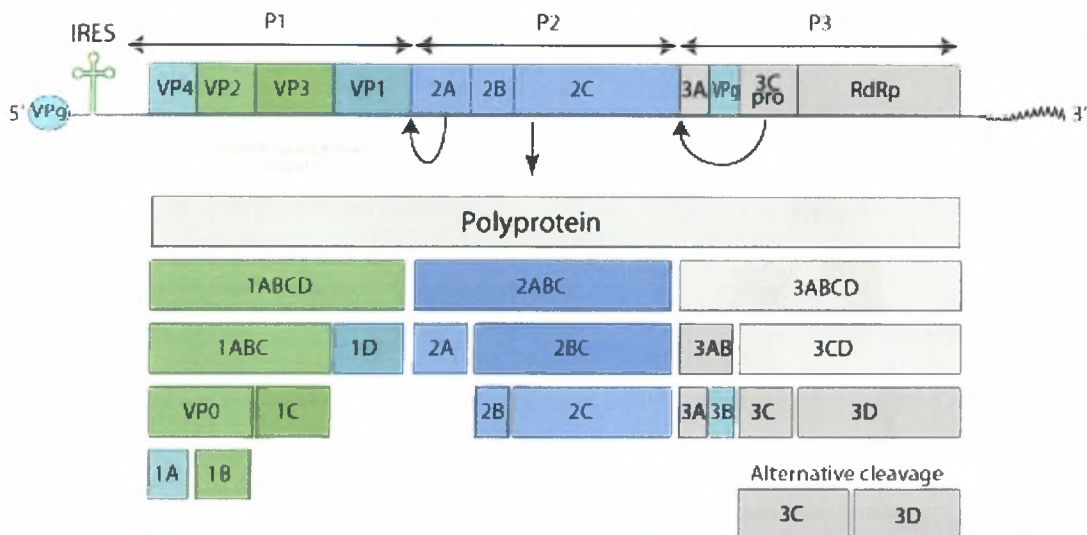 P1 P2 P3
IRES
VP4 VP2 VP3 VP1 2A 2B 2C 3A VPg 3C pro RdRp
5' VPg 3'
Polyprotein
1ABCD 2ABC 3ABCD
1ABC 1D 2A 2BC 3AB 3CD
VP0 1C 2B 2C 3A 3B 3C 3D
1A 1B
Alternative cleavage
3C 3D